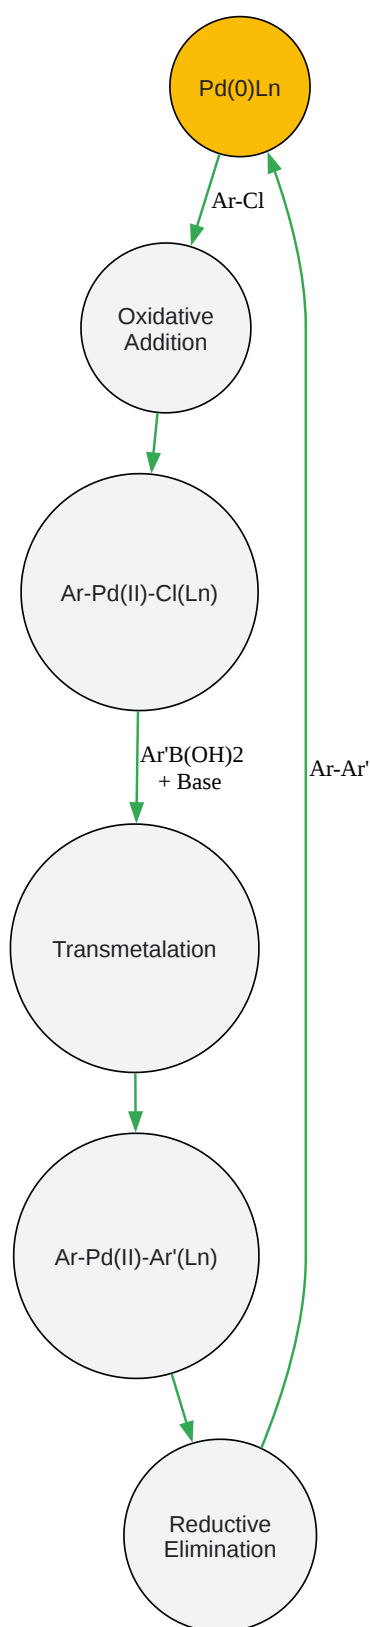 Pd(0)Ln
Ar-Cl
Oxidative
Addition
Ar-Pd(II)-Cl(Ln)
Ar'B(OH)2
+ Base
Ar-Ar'
Transmetalation
Ar-Pd(II)-Ar'(Ln)
Reductive
Elimination